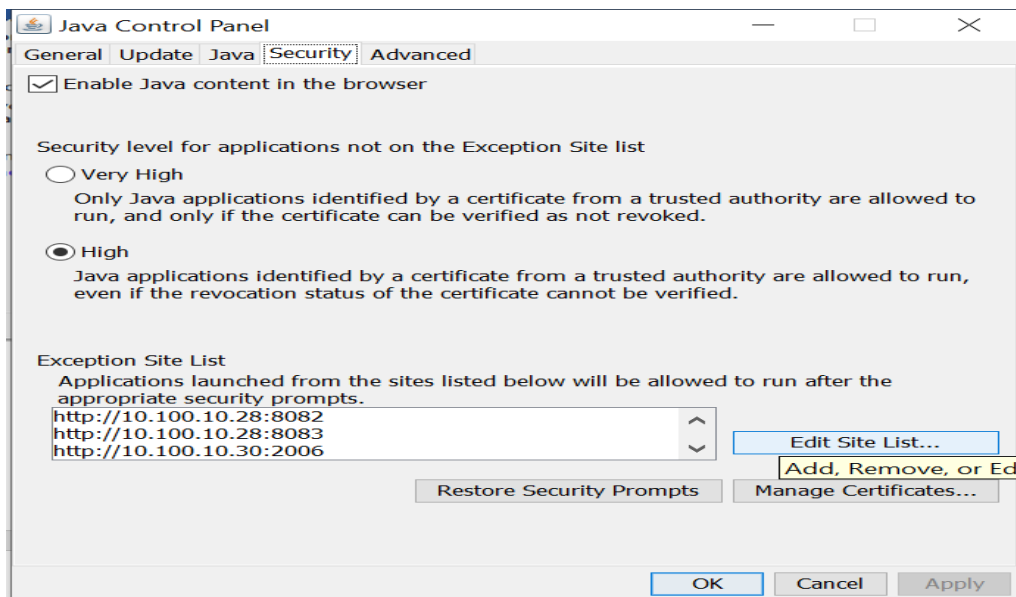 Java Control Panel
General Update Java Security Advanced
Enable Java content in the browser
Security level for applications not on the Exception Site list
Very High
Only Java applications identified by a certificate from a trusted authority are allowed to
run, and only if the certificate can be verified as not revoked.
High
Java applications identified by a certificate from a trusted authority are allowed to run,
even if the revocation status of the certificate cannot be verified.
Exception Site List
Applications launched from the sites listed below will be allowed to run after the
appropriate security prompts.
http://10.100.10.28:8082
http://10.100.10.28:8083
http://10.100.10.30:2006
Edit Site List...
Add, Remove, or Ed
Restore Security Prompts Manage Certificates...
OK Cancel Apply